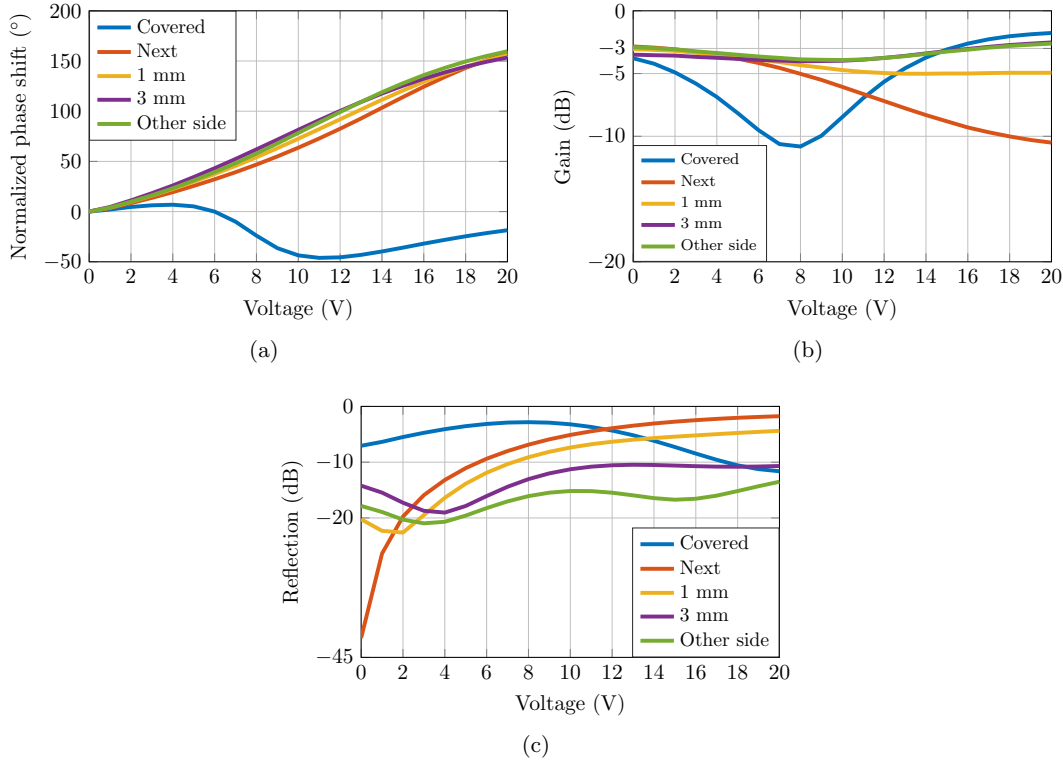 Normalized phase shift (°)
200
150
100
50
0
−50
Covered
Next
1 mm
3 mm
Other side
0 2 4 6 8 10 12 14 16 18 20
Voltage (V)
(a)
Gain (dB)
0
−3
−5
−10
−20
Covered
Next
1 mm
3 mm
Other side
0 2 4 6 8 10 12 14 16 18 20
Voltage (V)
(b)
Reflection (dB)
0
−10
−20
−45
Covered
Next
1 mm
3 mm
Other side
0 2 4 6 8 10 12 14 16 18 20
Voltage (V)
(c)